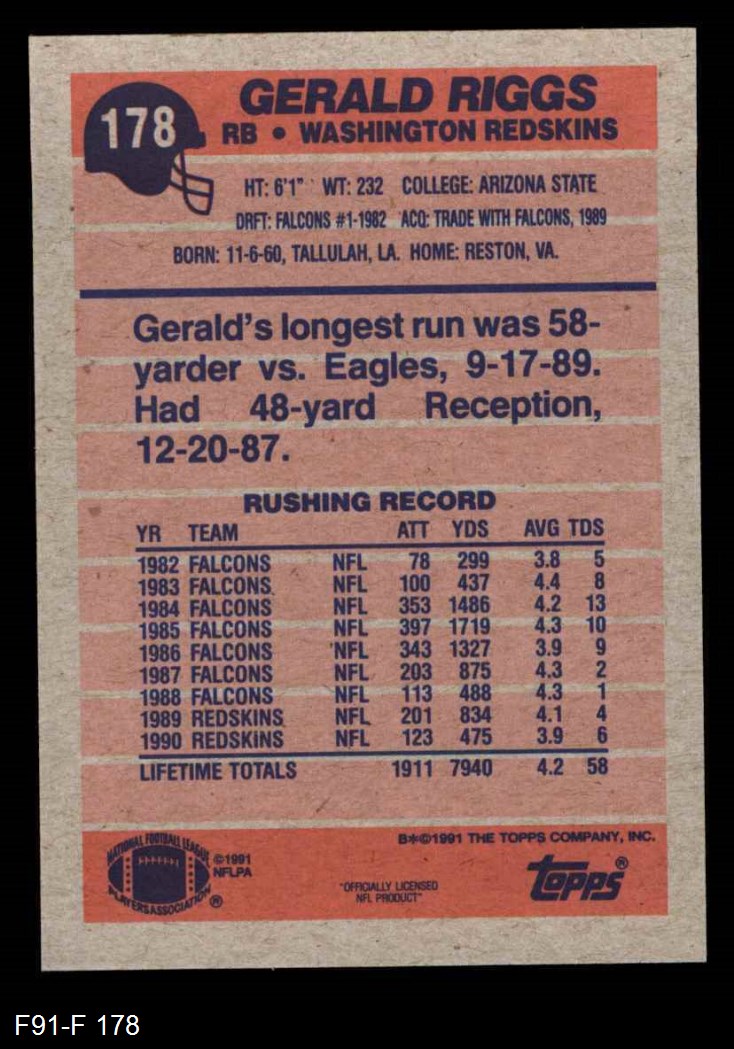 178
GERALD RIGGS
RB • WASHINGTON REDSKINS
HT: 6'1" WT: 232 COLLEGE: ARIZONA STATE
DRFT: FALCONS #1-1982 ACQ: TRADE WITH FALCONS, 1989
BORN: 11-6-60, TALLULAH, LA. HOME: RESTON, VA.
Gerald's longest run was 58-
yarder vs. Eagles, 9-17-89.
Had 48-yard Reception,
12-20-87.
RUSHING RECORD
YR TEAM ATT YDS AVG TDS
1982 FALCONS NFL 78 299 3.8 5
1983 FALCONS NFL 100 437 4.4 8
1984 FALCONS NFL 353 1486 4.2 13
1985 FALCONS NFL 397 1719 4.3 10
1986 FALCONS NFL 343 1327 3.9 9
1987 FALCONS NFL 203 875 4.3 2
1988 FALCONS NFL 113 488 4.3 1
1989 REDSKINS NFL 201 834 4.1 4
1990 REDSKINS NFL 123 475 3.9 6
LIFETIME TOTALS 1911 7940 4.2 58
B*©1991 THE TOPPS COMPANY, INC.
NATIONAL FOOTBALL LEAGUE
PLAYERS ASSOCIATION ®
©1991
NFLPA
"OFFICIALLY LICENSED
NFL PRODUCT"
topps ®
F91-F 178